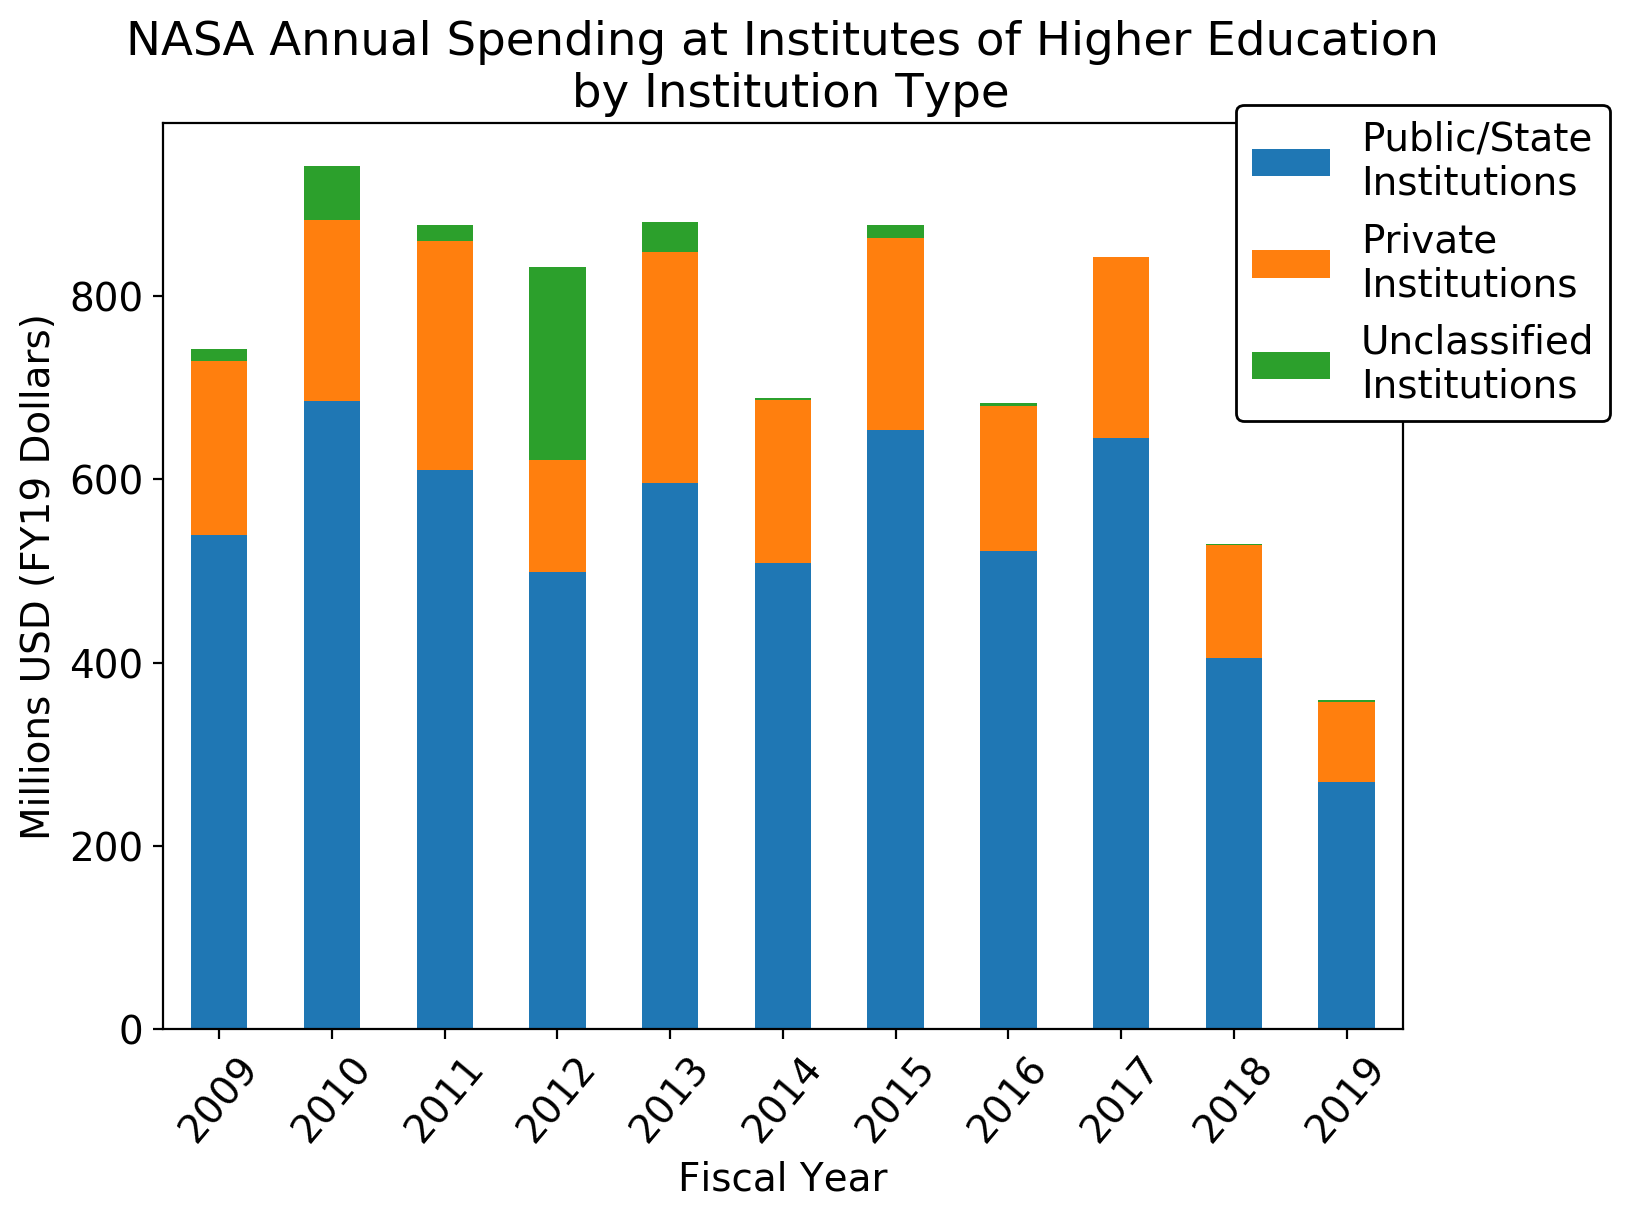 NASA Annual Spending at Institutes of Higher Education
by Institution Type
Public/State
Institutions
Private
Institutions
Unclassified
Institutions
Millions USD (FY19 Dollars)
800
600
400
200
0
2009
2010
2011
2012
2013
2014
2015
2016
2017
2018
2019
Fiscal Year